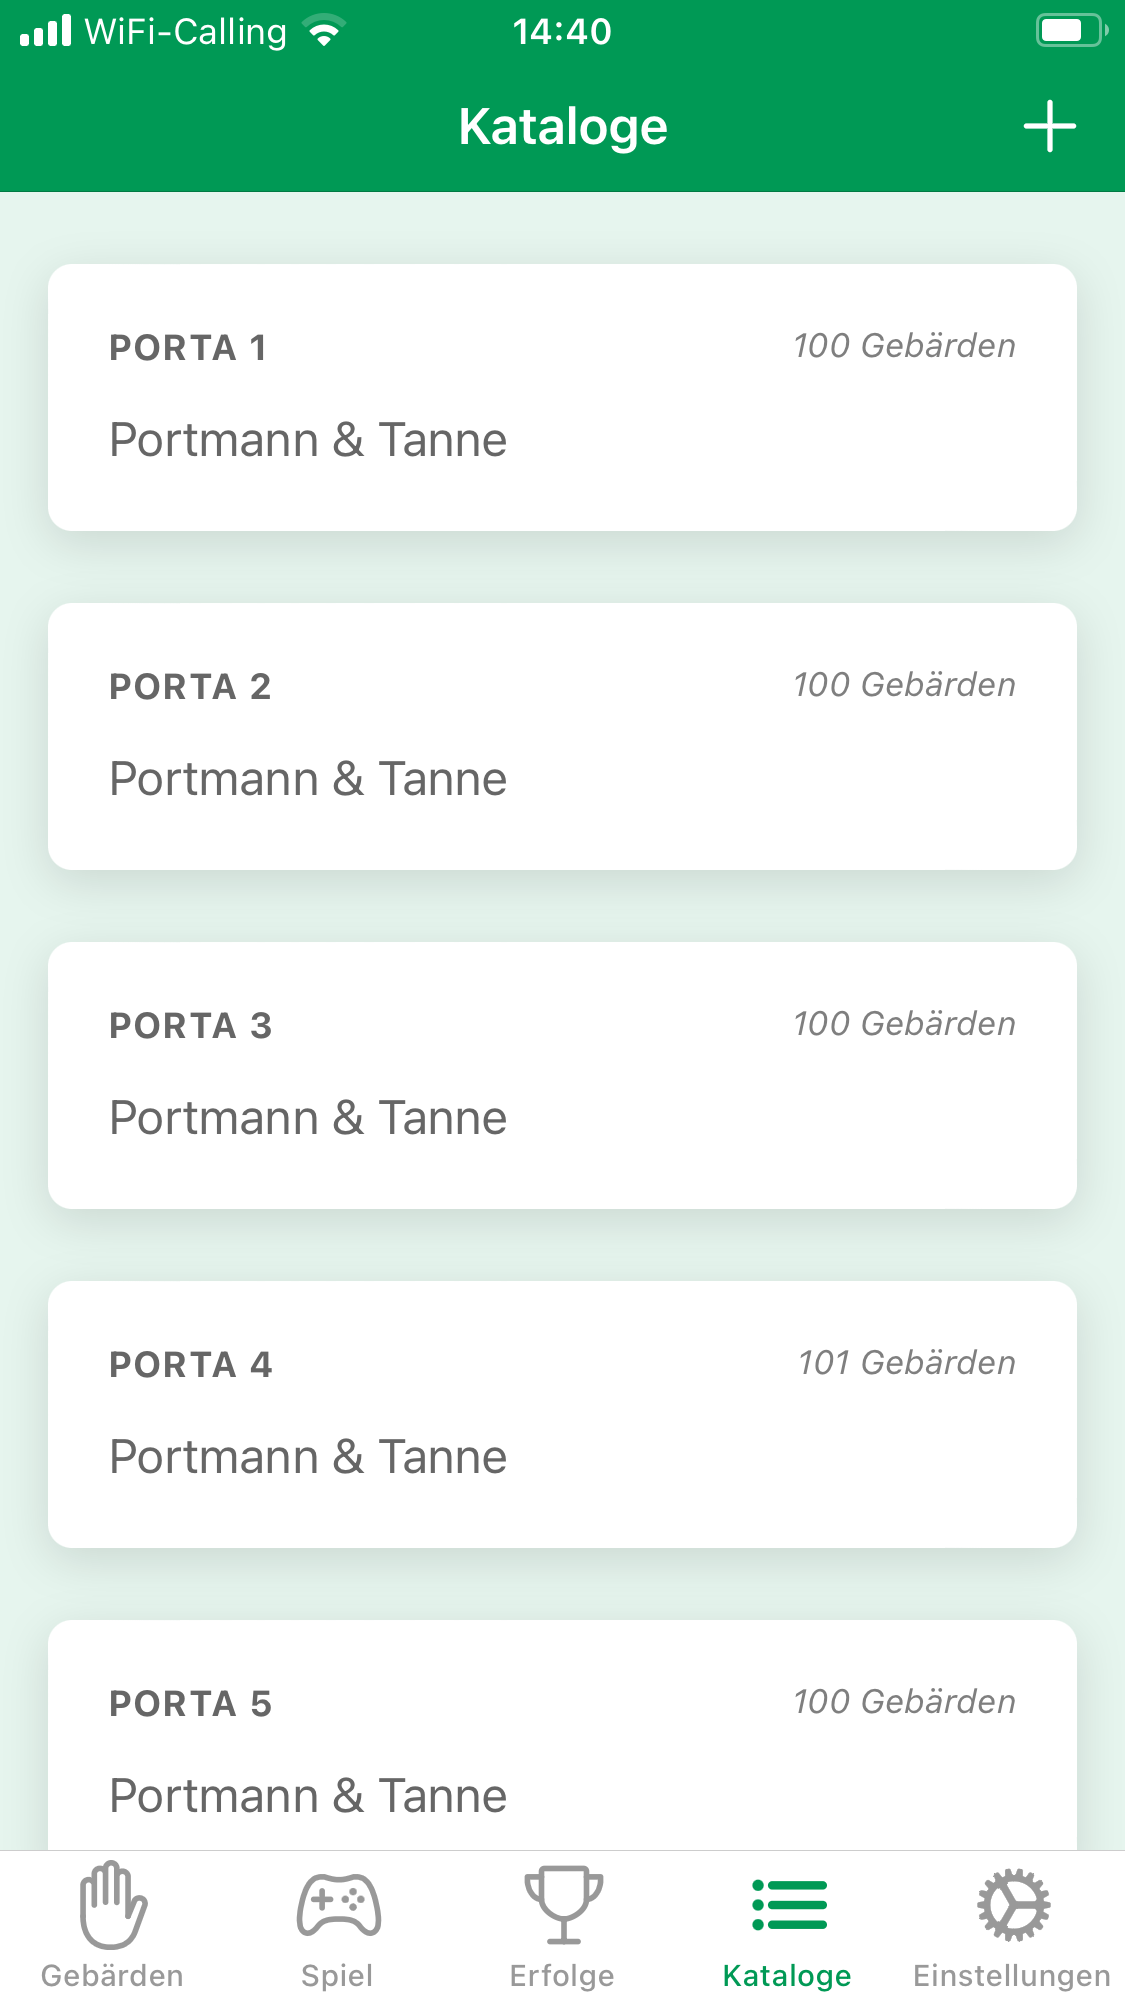 WiFi-Calling 14:40
Kataloge
PORTA 1 100 Gebärden
Portmann & Tanne
PORTA 2 100 Gebärden
Portmann & Tanne
PORTA 3 100 Gebärden
Portmann & Tanne
PORTA 4 101 Gebärden
Portmann & Tanne
PORTA 5 100 Gebärden
Portmann & Tanne
Gebärden Spiel Erfolge Kataloge Einstellungen